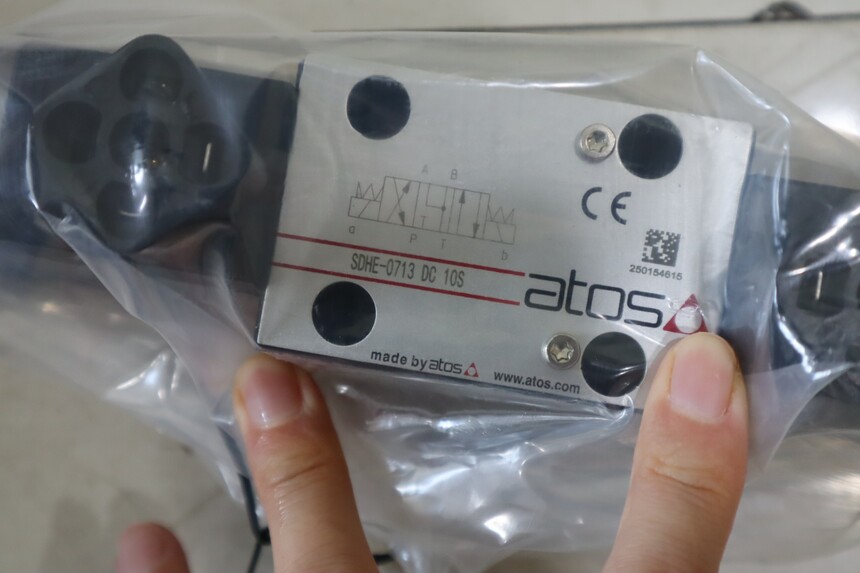 A B
a
P T
T
b
CE
250154615
SDHE-0713 DC 10S
atos
made by atos
www.atos.com